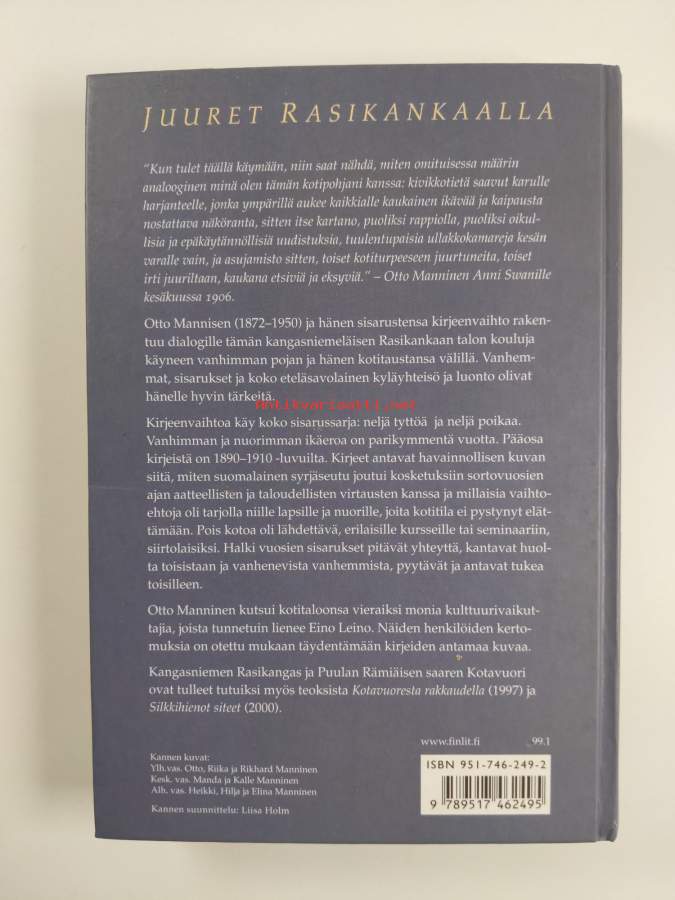 JUURET RASIKANKAALLA
"Kun tulet täällä käymään, niin saat nähdä, miten omituisessa määrin
analooginen minä olen tämän kotipohjani kanssa: kivikkotietä saavut karulle
harjanteelle, jonka ympärillä aukee kaikkialle kaukainen ikävää ja kaipausta
nostattava näköranta, sitten itse kartano, puoliksi rappiolla, puoliksi oikul-
lisia ja epäkäytännöllisiä uudistuksia, tuulentupaisia ullakkokamareja kesän
varalle vain, ja asujamisto sitten, toiset kotiturpeeseen juurtuneita, toiset
irti juuriltaan, kaukana etsiviä ja eksyviä." – Otto Manninen Anni Swanille
kesäkuussa 1906.
Otto Mannisen (1872–1950) ja hänen sisarustensa kirjeenvaihto raken-
tuu dialogille tämän kangasniemeläisen Rasikankaan talon kouluja
käyneen vanhimman pojan ja hänen kotitaustansa välillä. Vanhem-
mat, sisarukset ja koko eteläsavolainen kyläyhteisö ja luonto olivat
hänelle hyvin tärkeitä.
Antikvariaatti.net
Kirjeenvaihtoa käy koko sisarussarja: neljä tyttöä ja neljä poikaa.
Vanhimman ja nuorimman ikäeroa on parikymmentä vuotta. Pääosa
kirjeistä on 1890–1910 -luvuilta. Kirjeet antavat havainnollisen kuvan
siitä, miten suomalainen syrjäseutu joutui kosketuksiin sortovuosien
ajan aatteellisten ja taloudellisten virtausten kanssa ja millaisia vaihto-
ehtoja oli tarjolla niille lapsille ja nuorille, joita kotitila ei pystynyt elät-
tämään. Pois kotoa oli lähdettävä, erilaisille kursseille tai seminaariin,
siirtolaisiksi. Halki vuosien sisarukset pitävät yhteyttä, kantavat huol-
ta toisistaan ja vanhenevista vanhemmista, pyytävät ja antavat tukea
toisilleen.
Otto Manninen kutsui kotitaloonsa vieraiksi monia kulttuurivaikut-
tajia, joista tunnetuin lienee Eino Leino. Näiden henkilöiden kerto-
muksia on otettu mukaan täydentämään kirjeiden antamaa kuvaa.
Kangasniemen Rasikangas ja Puulan Rämiäisen saaren Kotavuori
ovat tulleet tutuiksi myös teoksista Kotavuoresta rakkaudella (1997) ja
Silkkihienot siteet (2000).
www.finlit.fi 99.1
Kannen kuvat:
Ylh.vas. Otto, Riika ja Rikhard Manninen
Kesk. vas. Manda ja Kalle Manninen
Alh. vas. Heikki, Hilja ja Elina Manninen
Kannen suunnittelu: Liisa Holm
ISBN 951-746-249-2
9 789517 462495